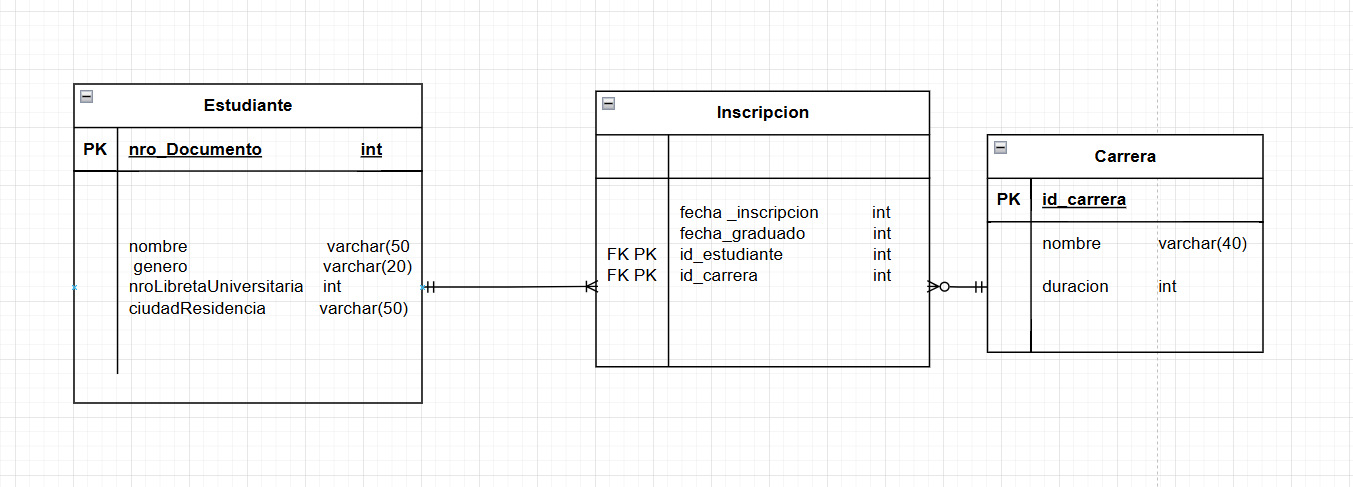 Estudiante
PK nro_Documento int
nombre varchar(50
genero varchar(20)
nroLibretaUniversitaria int
ciudadResidencia varchar(50)
Inscripcion
fecha _inscripcion int
fecha_graduado int
FK PK id_estudiante int
FK PK id_carrera int
Carrera
PK id_carrera
nombre varchar(40)
duracion int